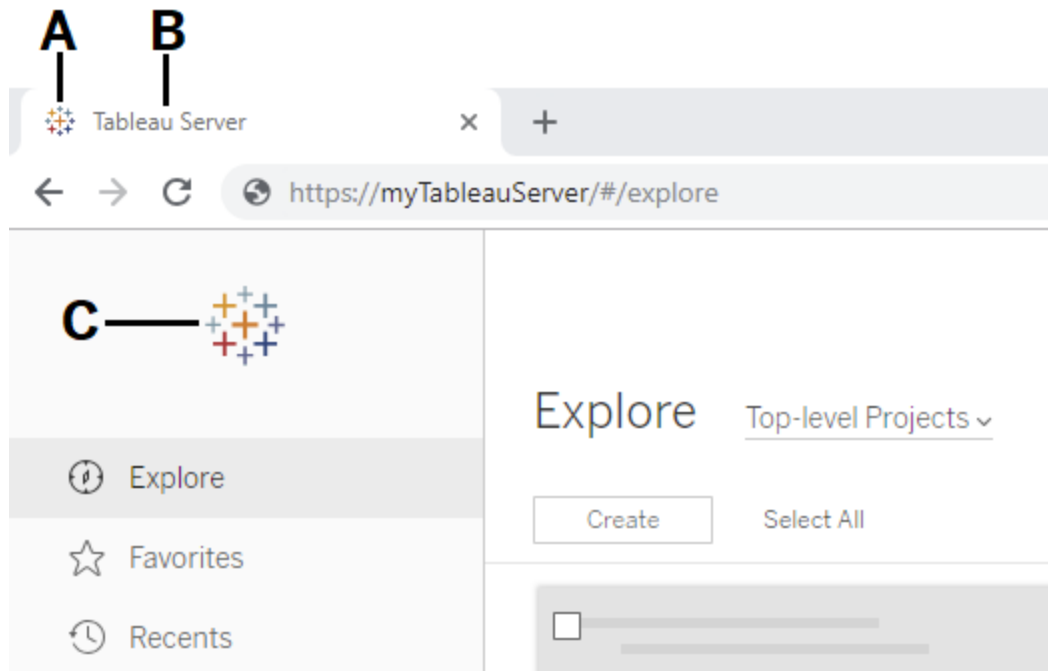 A B
Tableau Server
https://myTableauServer/#/explore
C
Explore Top-level Projects
Create Select All
Explore
Favorites
Recents